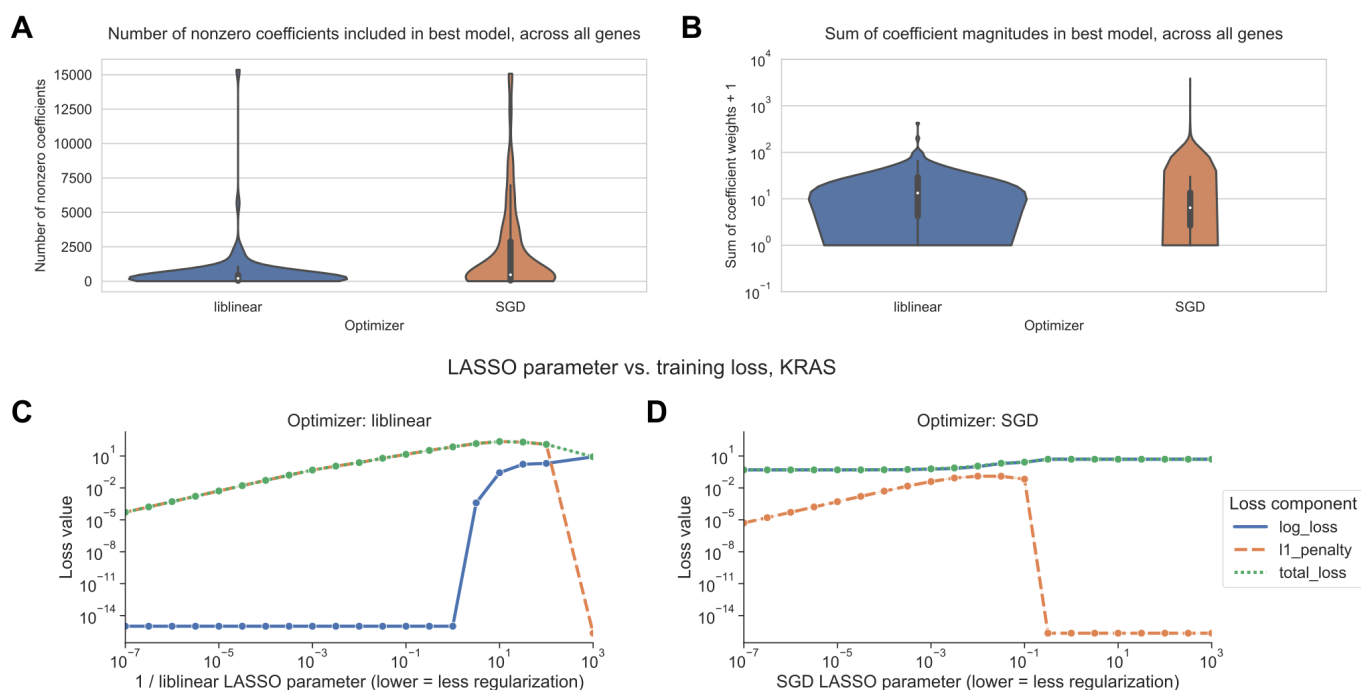 A
Number of nonzero coefficients included in best model, across all genes
Number of nonzero coefficients
15000
12500
10000
7500
5000
2500
0
liblinear
SGD
Optimizer
B
Sum of coefficient magnitudes in best model, across all genes
Sum of coefficient weights + 1
10^4
10^3
10^2
10^1
10^0
10^−1
liblinear
SGD
Optimizer
LASSO parameter vs. training loss, KRAS
C
Optimizer: liblinear
Loss value
10^1
10^−2
10^−5
10^−8
10^−11
10^−14
10^−7
10^−5
10^−3
10^−1
10^1
10^3
1 / liblinear LASSO parameter (lower = less regularization)
D
Optimizer: SGD
Loss value
10^1
10^−2
10^−5
10^−8
10^−11
10^−14
10^−7
10^−5
10^−3
10^−1
10^1
10^3
SGD LASSO parameter (lower = less regularization)
Loss component
log_loss
l1_penalty
total_loss